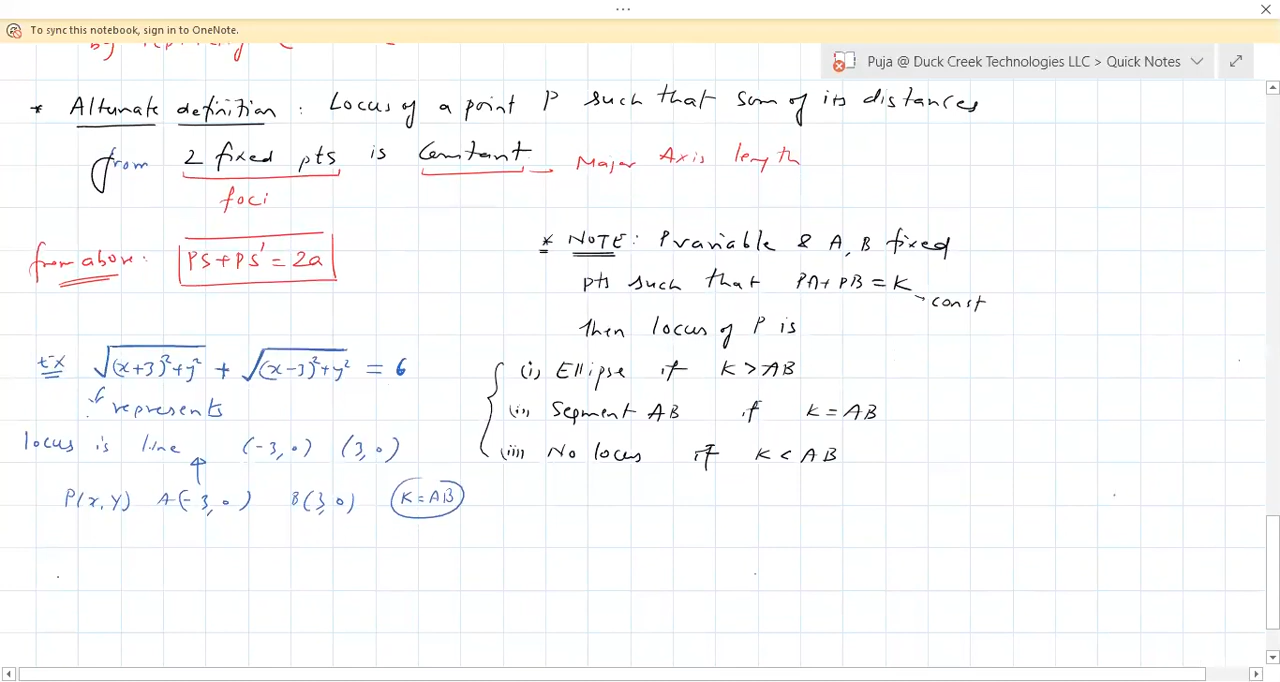 To sync this notebook, sign in to OneNote.
Puja @ Duck Creek Technologies LLC > Quick Notes
* Alternate definition : Locus of a point P such that sum of its distances
from 2 fixed pts is Constant → Major Axis length
foci
from above: PS+PS' = 2a
* NOTE: P variable & A, B fixed
pts such that PA+PB = K → const
then locus of P is
(i) Ellipse if K > AB
(ii) Segment AB if K = AB
(iii) No locus if K < AB
Ex √(x+3)²+y² + √(x-3)²+y² = 6
represents
locus is line (-3, 0) (3, 0)
P(x, y) A(-3, 0) B(3, 0) K=AB